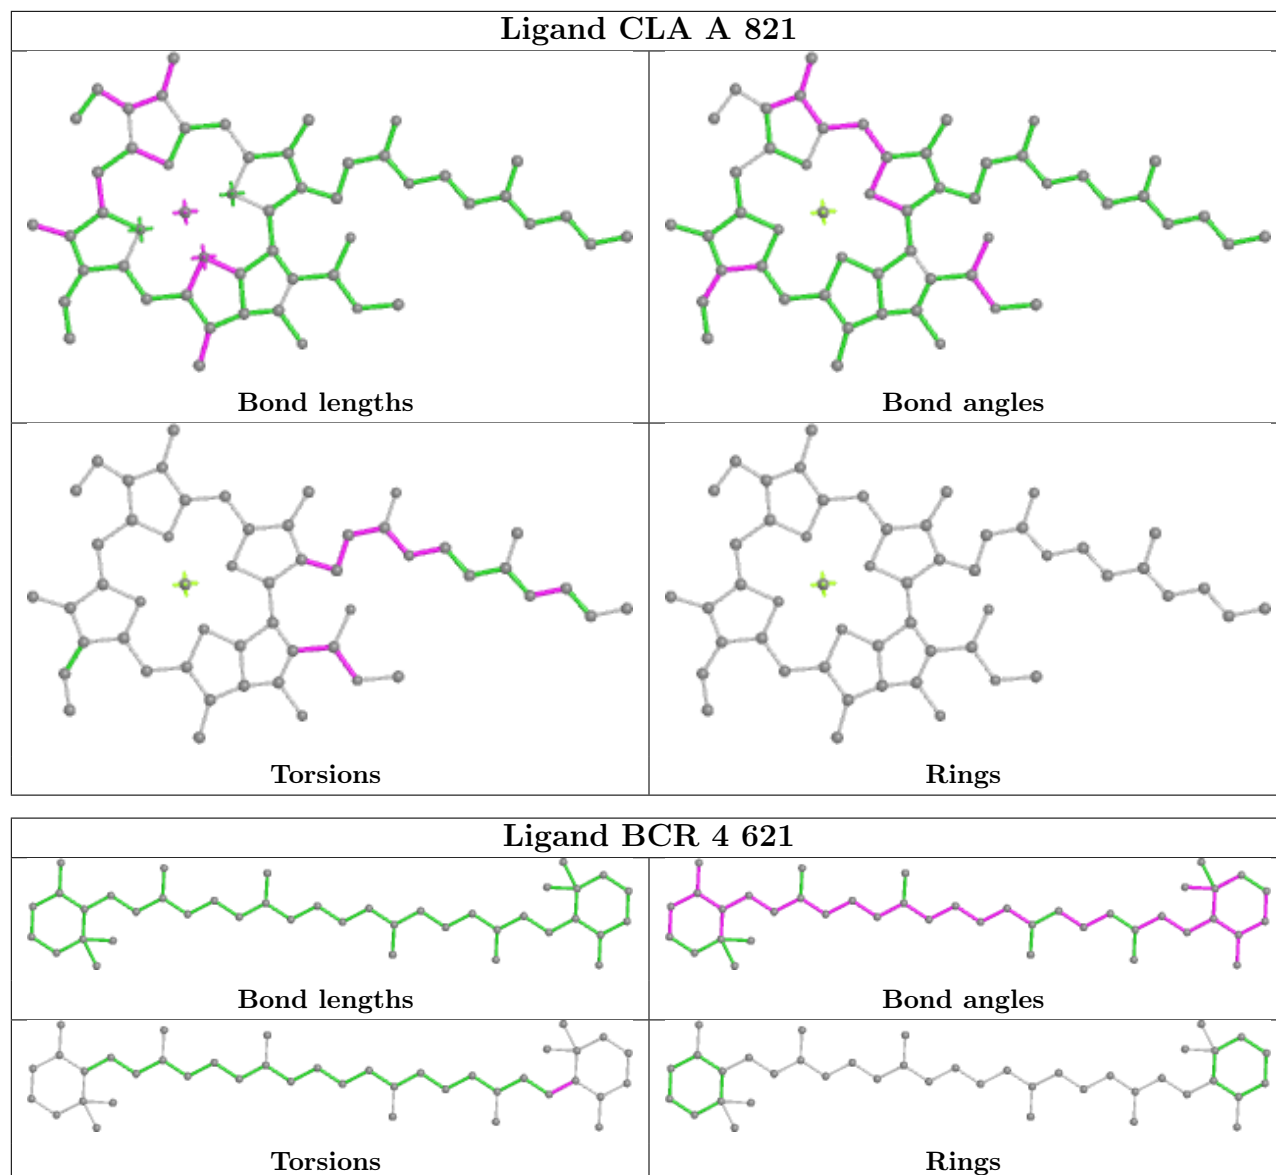 Ligand CLA A 821
Bond lengths
Bond angles
Torsions
Rings
Ligand BCR 4 621
Bond lengths
Bond angles
Torsions
Rings